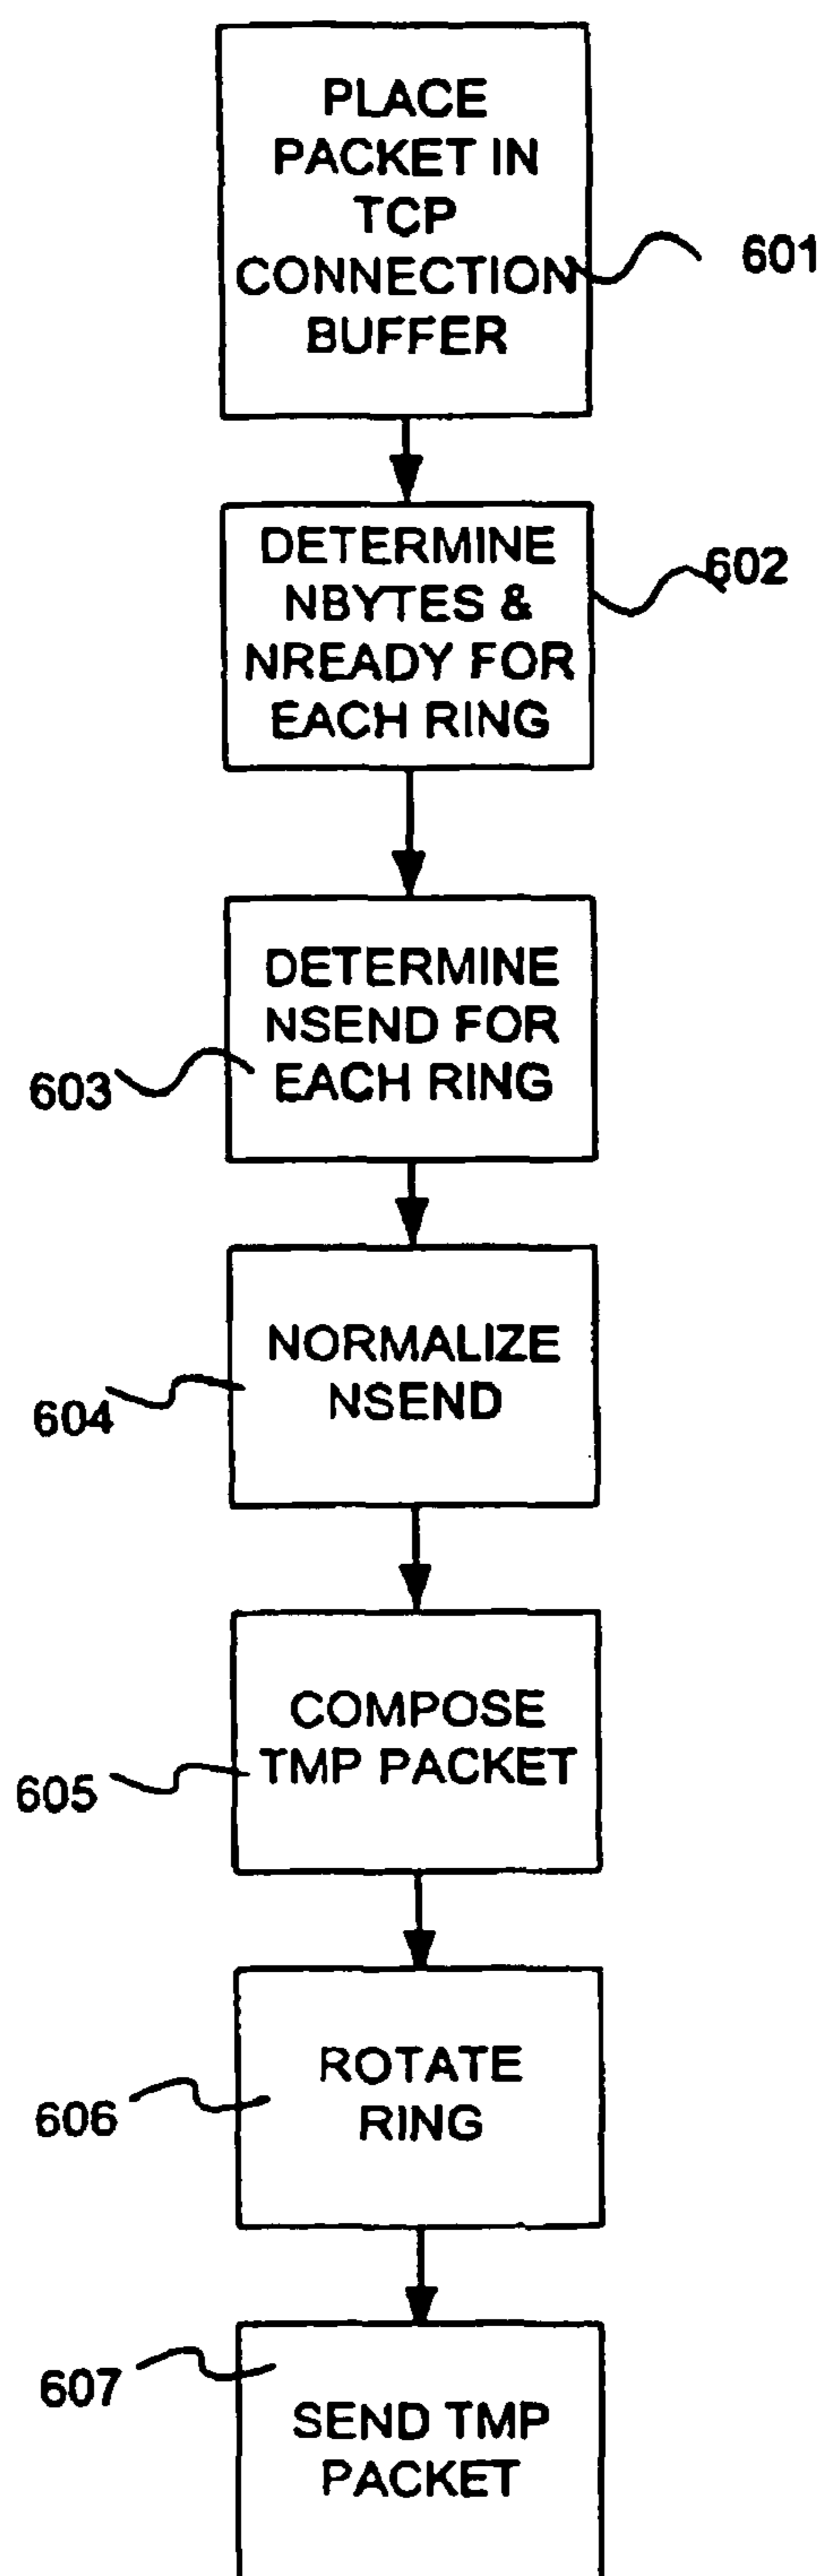 PLACE
PACKET IN
TCP
CONNECTION
BUFFER
601
DETERMINE
NBYTES &
NREADY FOR
EACH RING
602
DETERMINE
NSEND FOR
EACH RING
603
NORMALIZE
NSEND
604
COMPOSE
TMP PACKET
605
ROTATE
RING
606
607
SEND TMP
PACKET